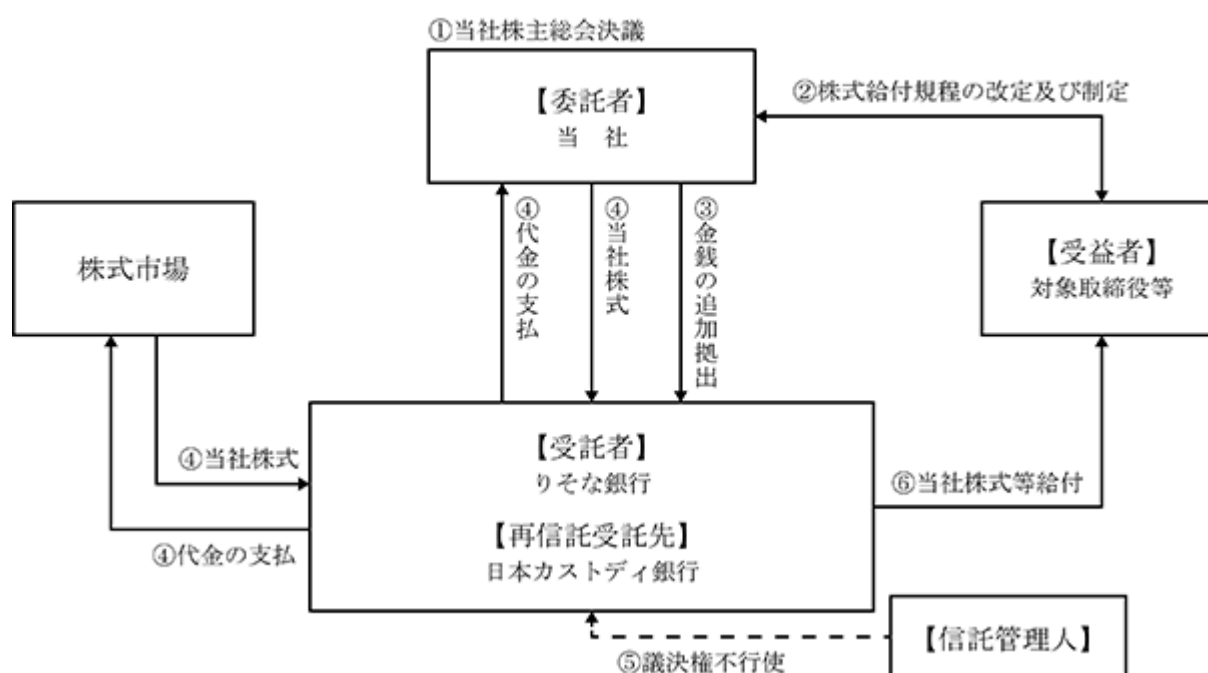 ①当社株主総会決議
【委託者】
当　社
②株式給付規程の改定及び制定
④代金の支払
④当社株式
③金銭の追加拠出
株式市場
【受益者】
対象取締役等
④当社株式
④代金の支払
【受託者】
りそな銀行
【再信託受託先】
日本カストディ銀行
⑥当社株式等給付
⑤議決権不行使
【信託管理人】